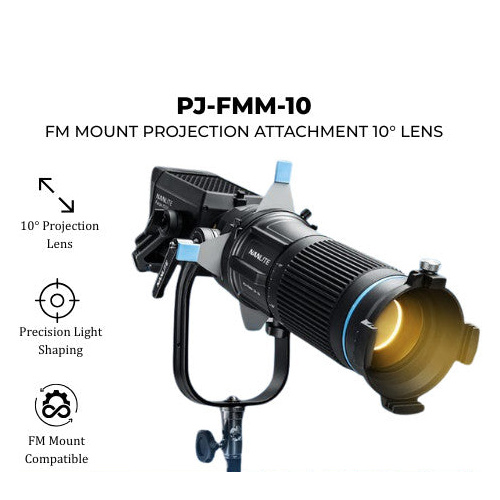 PJ-FMM-10
FM MOUNT PROJECTION ATTACHMENT 10° LENS
10° Projection
Lens
Precision Light
Shaping
FM Mount
Compatible
NANLITE
NANLITE